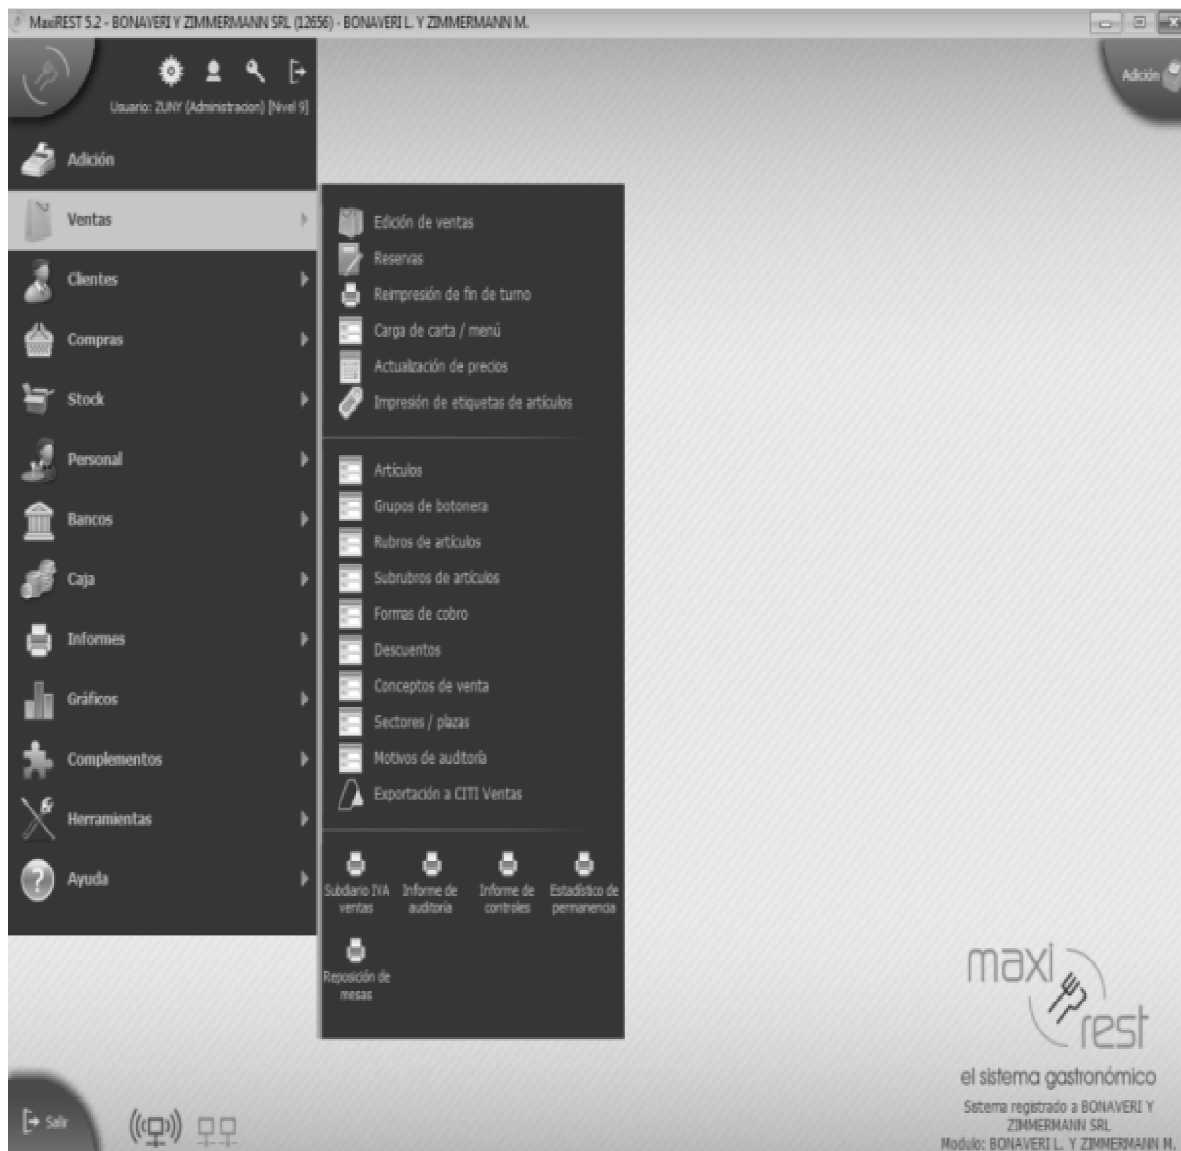 MaxiREST 5.2 - BONAVERI Y ZIMMERMANN SRL (12656) - BONAVERI L. Y ZIMMERMANN M.
Adición
Usuario: ZUNY (Administracion) [Nivel 9]
Adición
Ventas
Clientes
Compras
Stock
Personal
Bancos
Caja
Informes
Gráficos
Complementos
Herramientas
Ayuda
Edición de ventas
Reservas
Reimpresión de fin de turno
Carga de carta / menú
Actualización de precios
Impresión de etiquetas de artículos
Artículos
Grupos de botonera
Rubros de artículos
Subrubros de artículos
Formas de cobro
Descuentos
Conceptos de venta
Sectores / plazas
Motivos de auditoría
Exportación a CITI Ventas
Subdiario IVA ventas
Informe de auditoría
Informe de controles
Estadístico de permanencia
Reposición de mesas
maxi
rest
el sistema gastronómico
Sistema registrado a BONAVERI Y
ZIMMERMANN SRL
Modulo: BONAVERI L. Y ZIMMERMANN M.
Salir